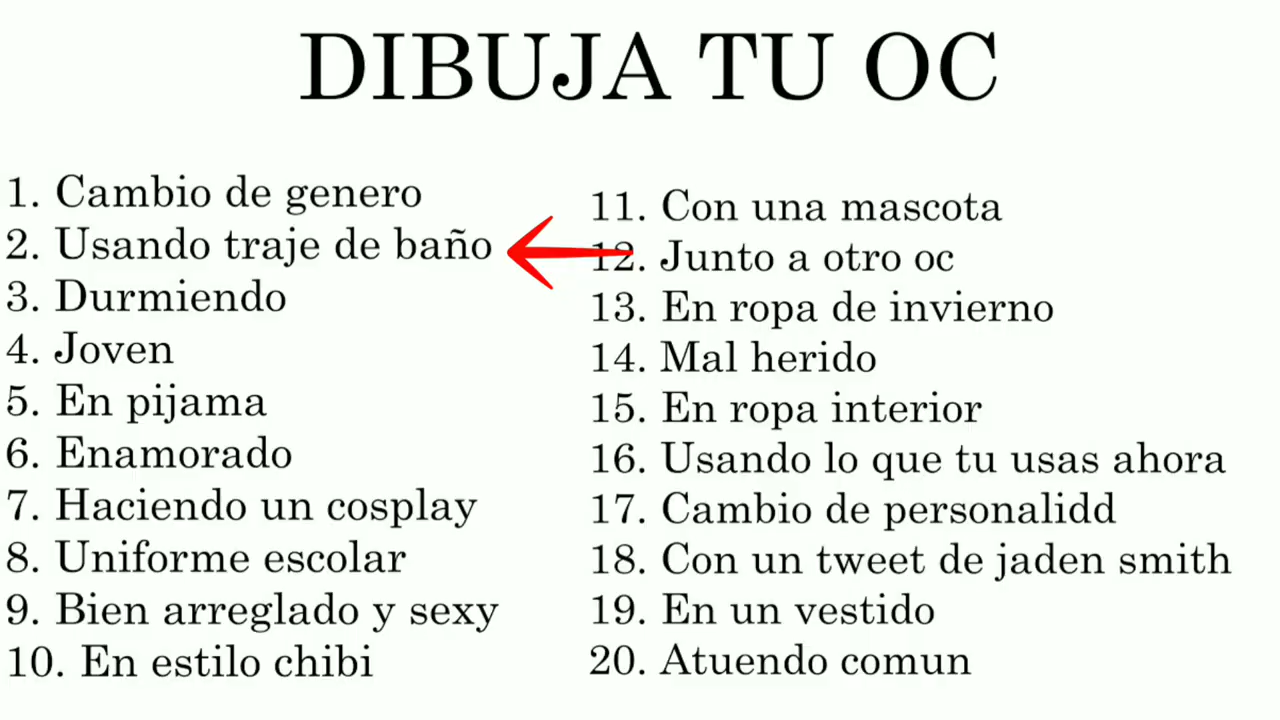 DIBUJA TU OC
1. Cambio de genero
2. Usando traje de baño
3. Durmiendo
4. Joven
5. En pijama
6. Enamorado
7. Haciendo un cosplay
8. Uniforme escolar
9. Bien arreglado y sexy
10. En estilo chibi
11. Con una mascota
12. Junto a otro oc
13. En ropa de invierno
14. Mal herido
15. En ropa interior
16. Usando lo que tu usas ahora
17. Cambio de personalidd
18. Con un tweet de jaden smith
19. En un vestido
20. Atuendo comun